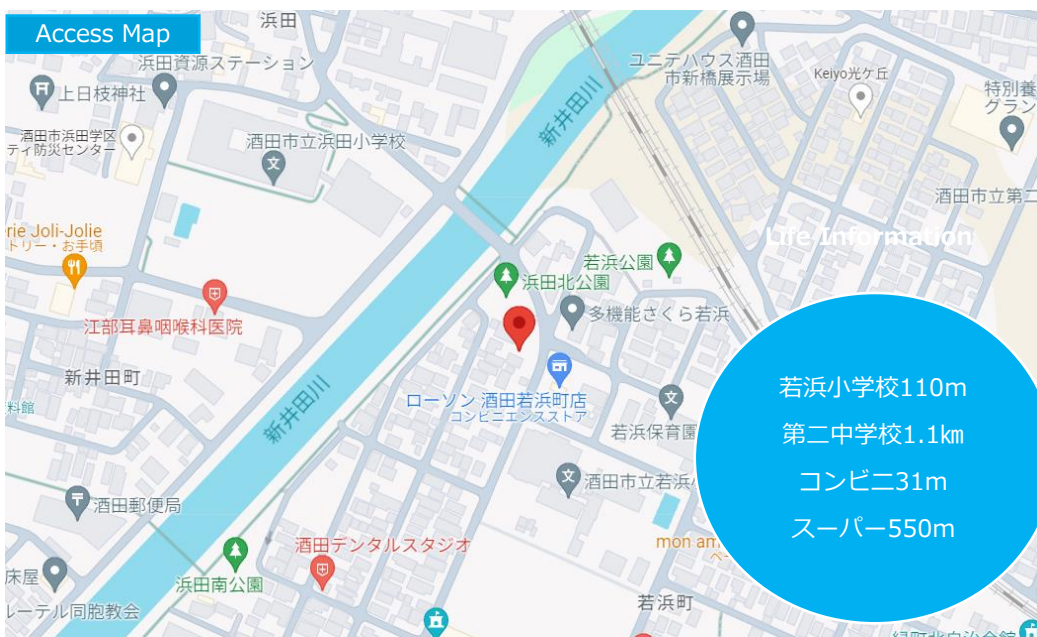 Access Map
浜田
浜田資源ステーション
上日枝神社
酒田市浜田学区
ティ防災センター
酒田市立浜田小学校
新井田川
ユニテハウス酒田
市新橋展示場
Keiyo光ケ丘
特別養
グラン
酒田市立第二
Life Information
rie Joli-Jolie
トリー・お手頃
若浜公園
浜田北公園
多機能さくら若浜
江部耳鼻咽喉科医院
新井田町
料館
ローソン 酒田若浜町店
コンビニエンスストア
若浜保育園
新井田川
酒田市立若浜小
酒田郵便局
酒田デンタルスタジオ
浜田南公園
床屋
ルーテル同胞教会
mon am
若浜町
緑町北自治会館
若浜小学校110m
第二中学校1.1㎞
コンビニ31m
スーパー550m